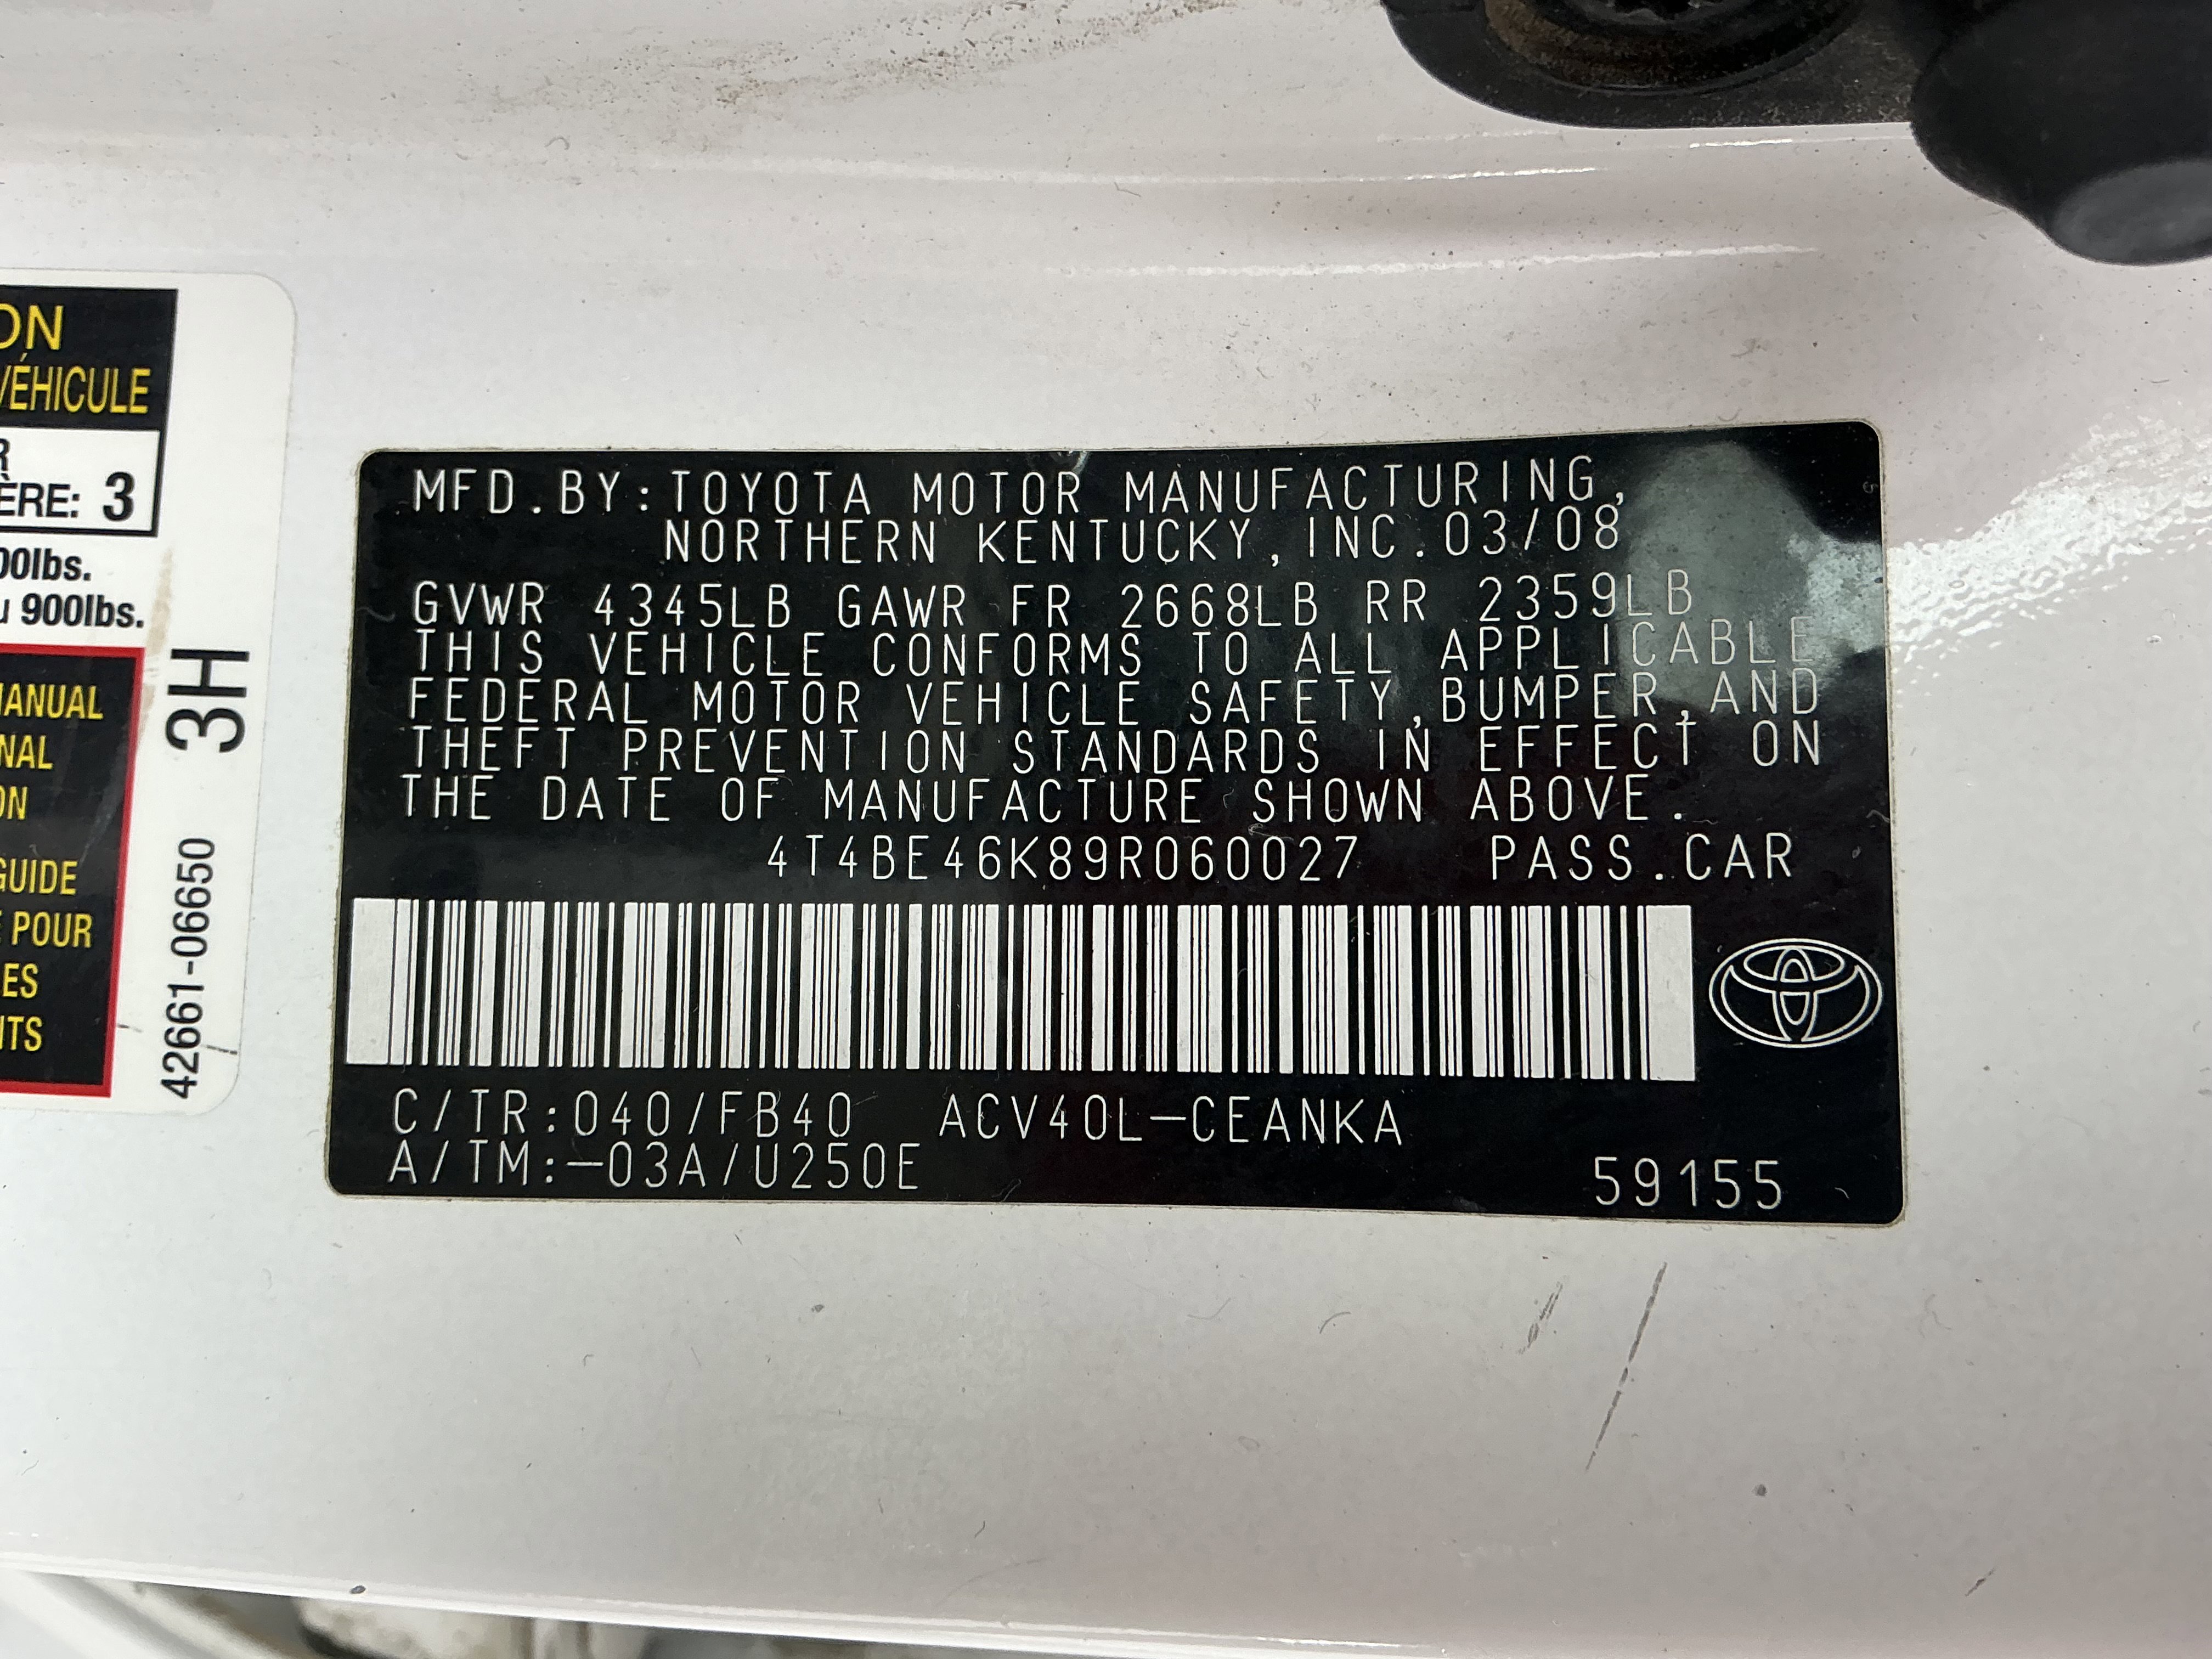 ON
VÉHICULE
R
ÈRE: 3
00lbs.
u 900lbs.
MANUAL
NAL
ON
GUIDE
E POUR
LES
NTS
3H
42661-06650
MFD.BY:TOYOTA MOTOR MANUFACTURING,
NORTHERN KENTUCKY,INC.03/08
GVWR 4345LB GAWR FR 2668LB RR 2359LB
THIS VEHICLE CONFORMS TO ALL APPLICABLE
FEDERAL MOTOR VEHICLE SAFETY,BUMPER,AND
THEFT PREVENTION STANDARDS IN EFFECT ON
THE DATE OF MANUFACTURE SHOWN ABOVE.
4T4BE46K89R060027 PASS.CAR
C/TR:040/FB40 ACV40L-CEANKA
A/TM:-03A/U250E
59155